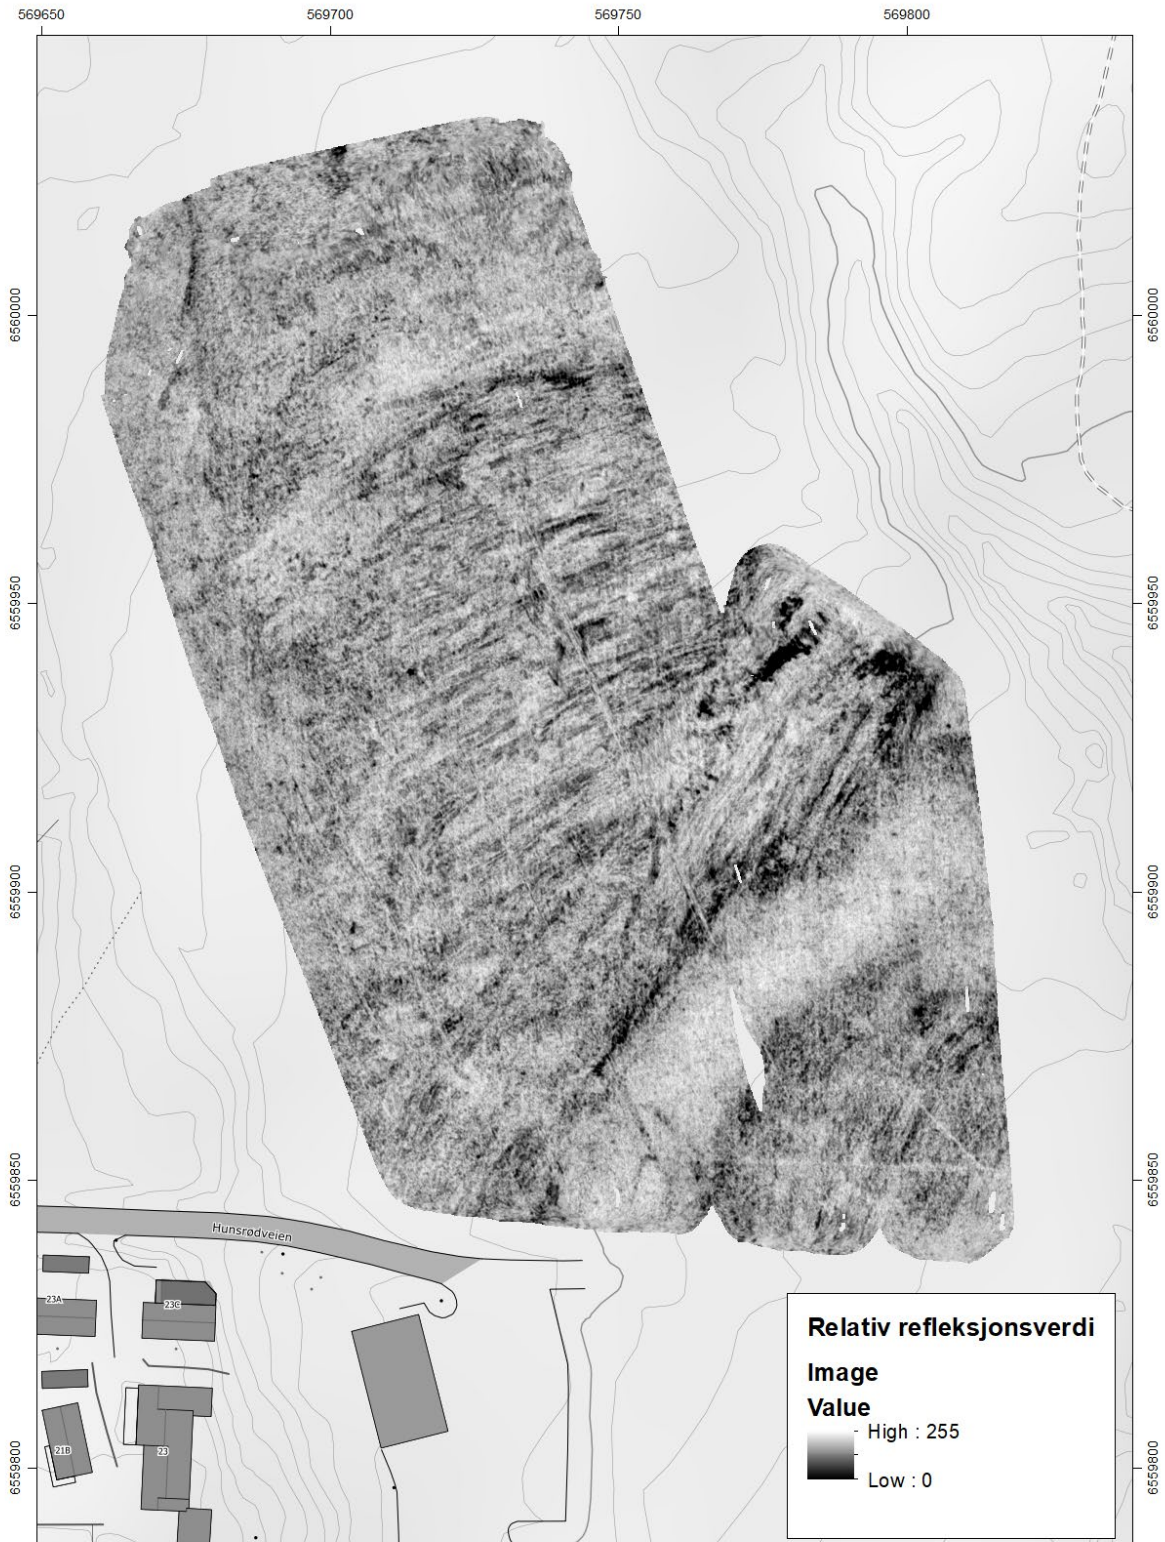 569650 569700 569750 569800
6560000 6560000
6559950 6559950
6559900 6559900
6559850 6559850
Hunsrødveien
23A 23C
21B 23
6559800 6559800
Relativ refleksjonsverdi
Image
Value
High : 255
Low : 0